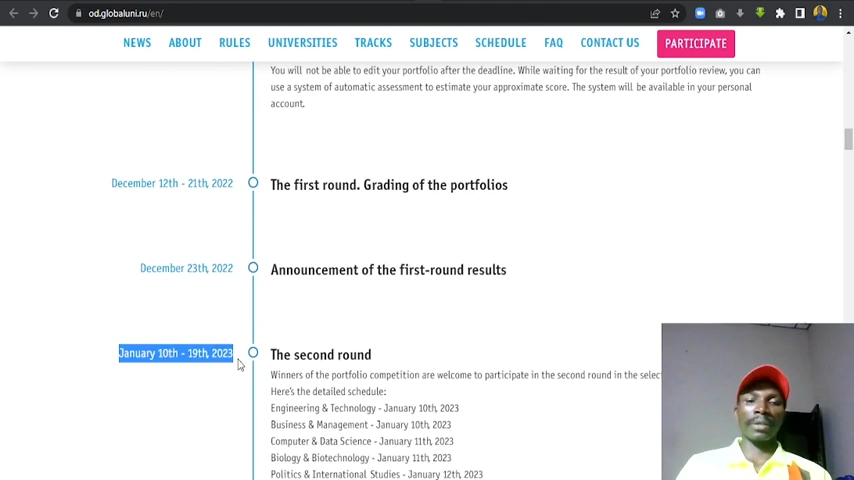 od.globaluni.ru/en/
NEWS ABOUT RULES UNIVERSITIES TRACKS SUBJECTS SCHEDULE FAQ CONTACT US PARTICIPATE
You will not be able to edit your portfolio after the deadline. While waiting for the result of your portfolio review, you can
use a system of automatic assessment to estimate your approximate score. The system will be available in your personal
account.
December 12th - 21th, 2022 The first round. Grading of the portfolios
December 23th, 2022 Announcement of the first-round results
January 10th - 19th, 2023 The second round
Winners of the portfolio competition are welcome to participate in the second round in the selec
Here's the detailed schedule:
Engineering & Technology - January 10th, 2023
Business & Management - January 10th, 2023
Computer & Data Science - January 11th, 2023
Biology & Biotechnology - January 11th, 2023
Politics & International Studies - January 12th, 2023